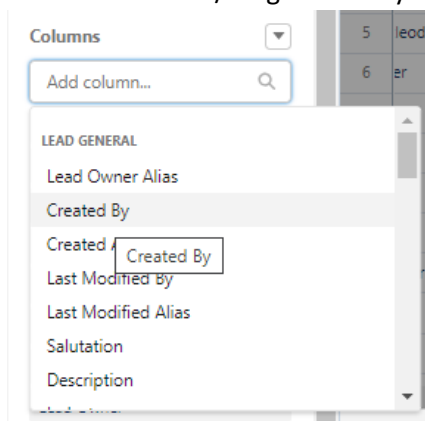 Columns
5 leod
Add column...
6 er
LEAD GENERAL
Lead Owner Alias
Created By
Created
Created By
Last Modified By
Last Modified Alias
Salutation
Description